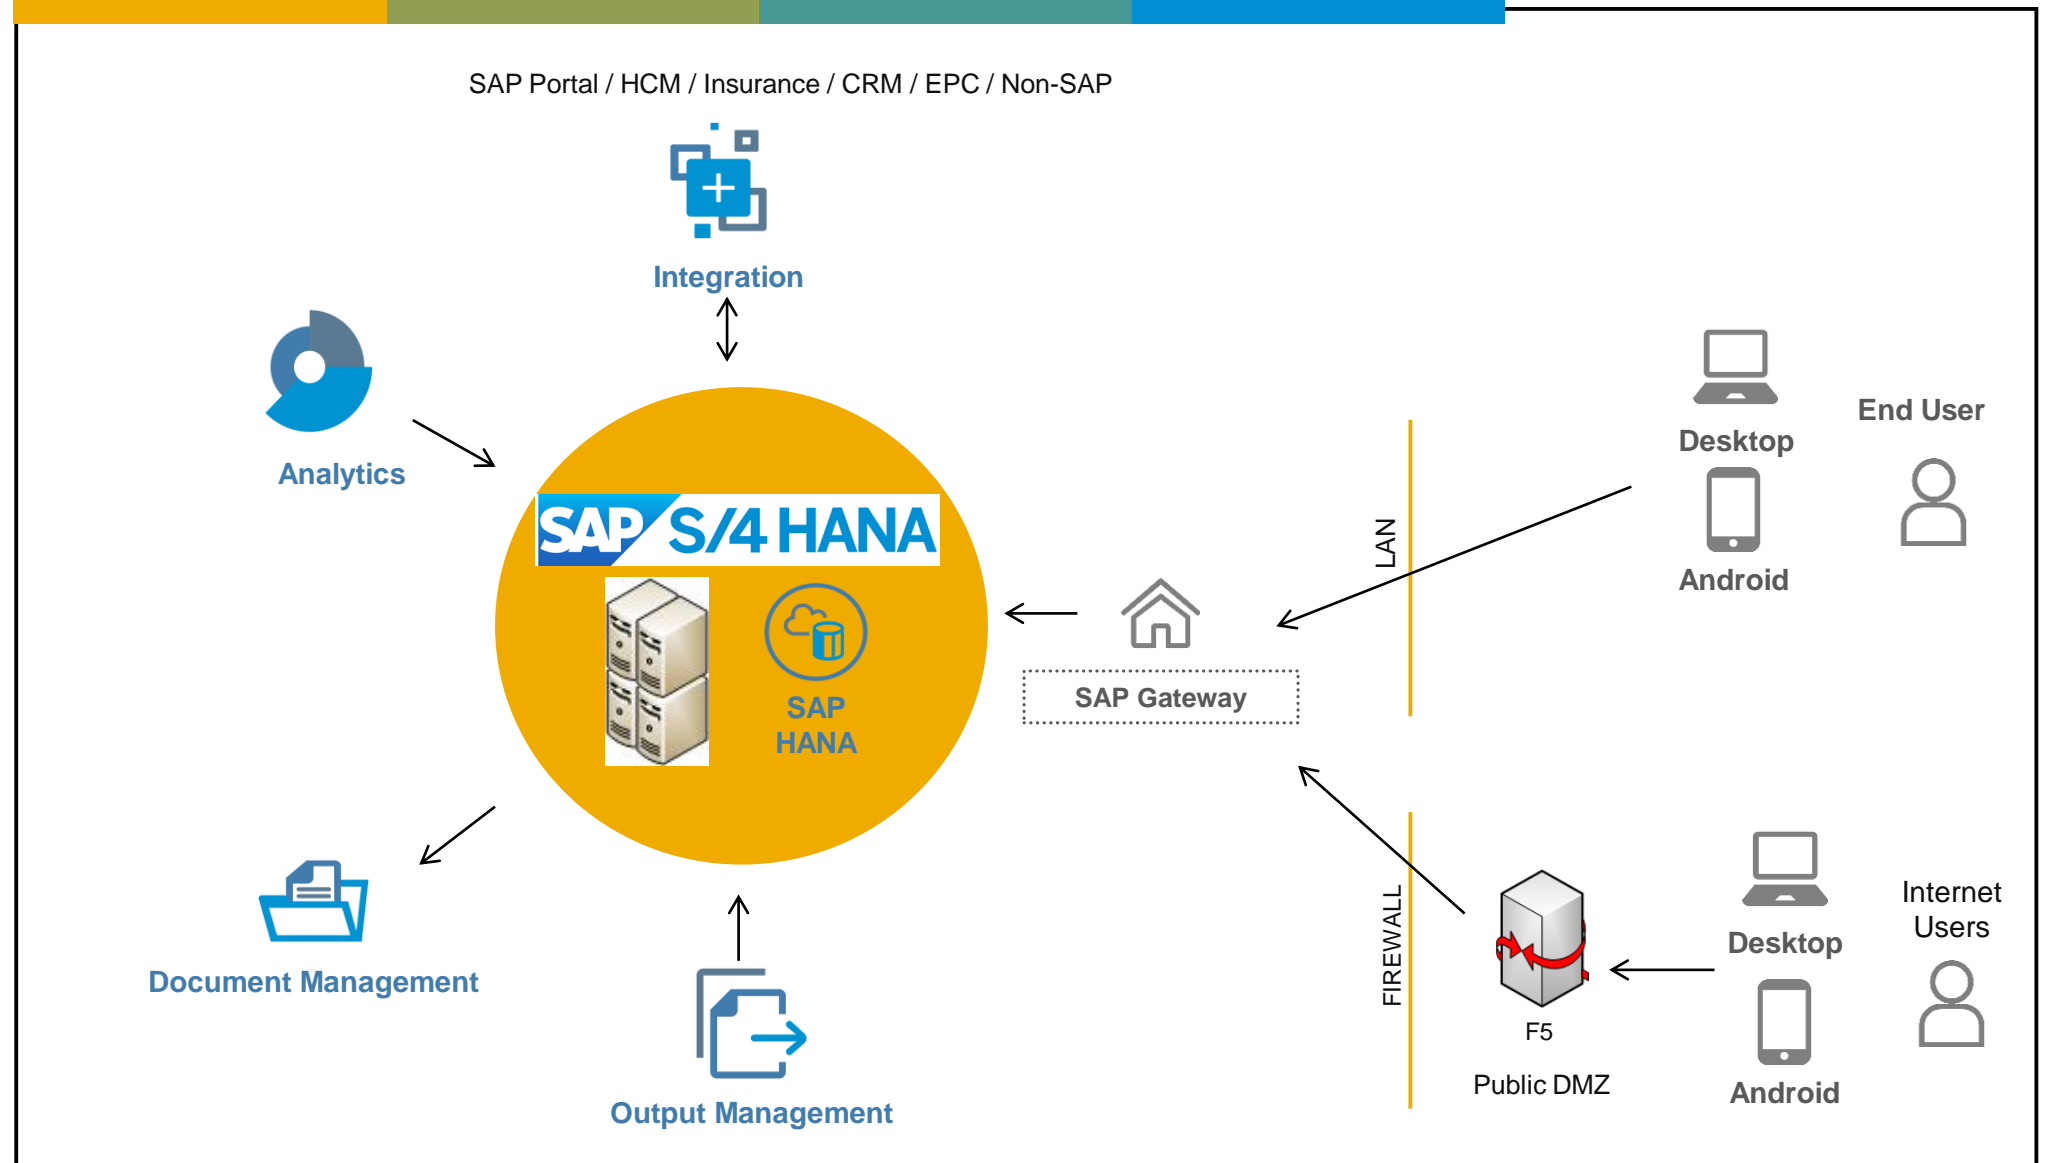 SAP Portal / HCM / Insurance / CRM / EPC / Non-SAP
Integration
Analytics
SAP S/4 HANA
SAP
HANA
Document Management
Output Management
SAP Gateway
LAN
Desktop
Android
End User
FIREWALL
F5
Public DMZ
Desktop
Android
Internet
Users